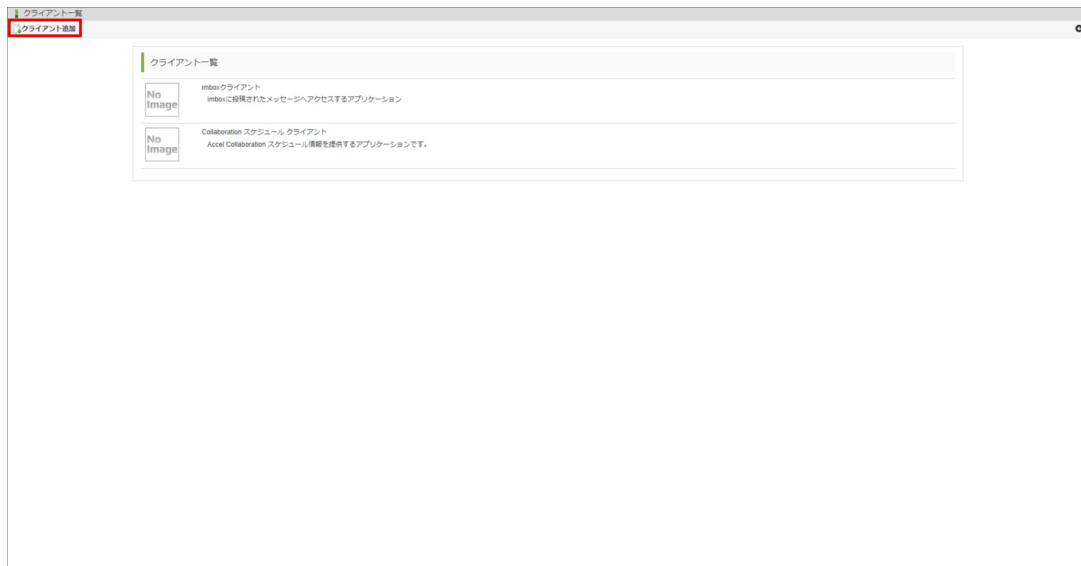 クライアント一覧
クライアント追加
クライアント一覧
No Image
imboxクライアント
imboxに投稿されたメッセージへアクセスするアプリケーション
No Image
Collaboration スケジュール クライアント
Accel Collaboration スケジュール情報を提供するアプリケーションです。